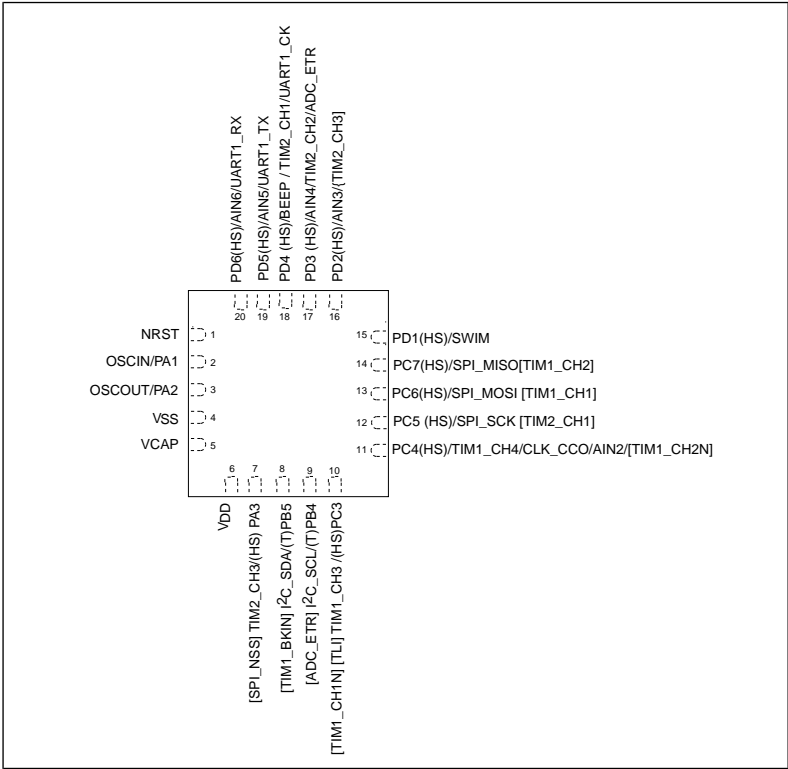 PD6(HS)/AIN6/UART1_RX
PD5(HS)/AIN5/UART1_TX
PD4 (HS)/BEEP / TIM2_CH1/UART1_CK
PD3 (HS)/AIN4/TIM2_CH2/ADC_ETR
PD2(HS)/AIN3/{TIM2_CH3]
20 19 18 17 16
NRST 1
OSCIN/PA1 2
OSCOUT/PA2 3
VSS 4
VCAP 5
15 PD1(HS)/SWIM
14 PC7(HS)/SPI_MISO[TIM1_CH2]
13 PC6(HS)/SPI_MOSI [TIM1_CH1]
12 PC5 (HS)/SPI_SCK [TIM2_CH1]
11 PC4(HS)/TIM1_CH4/CLK_CCO/AIN2/[TIM1_CH2N]
6 7 8 9 10
VDD
[SPI_NSS] TIM2_CH3/(HS) PA3
[TIM1_BKIN] I2C_SDA/(T)PB5
[ADC_ETR] I2C_SCL/(T)PB4
[TIM1_CH1N] [TLI] TIM1_CH3 /(HS)PC3